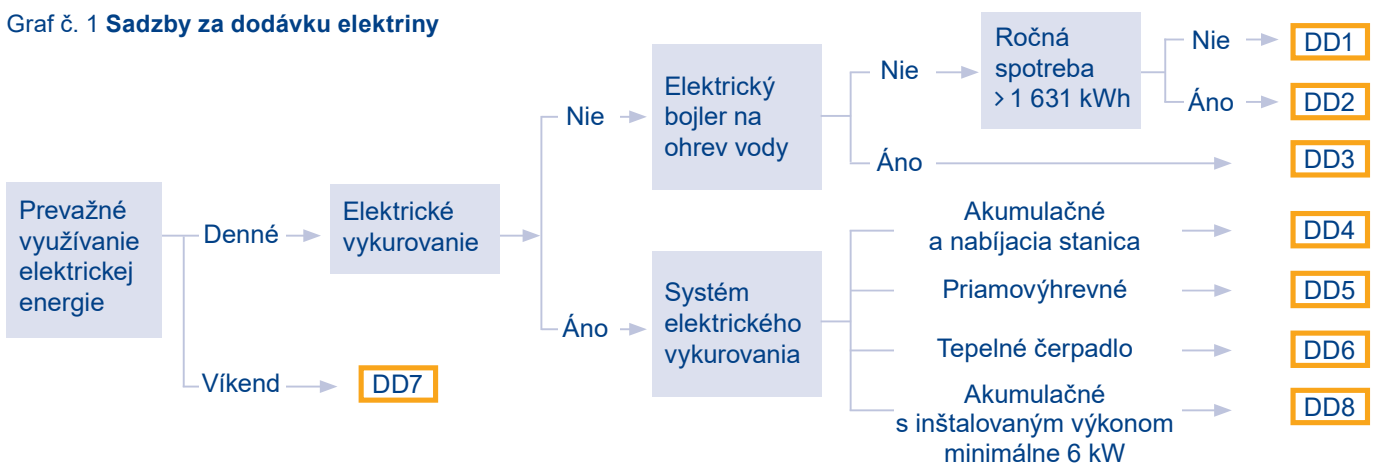 Graf č. 1 Sadzby za dodávku elektriny
Prevažné
využívanie
elektrickej
energie
Denné
Víkend
DD7
Elektrické
vykurovanie
Nie
Áno
Elektrický
bojler na
ohrev vody
Nie
Áno
Ročná
spotreba
> 1 631 kWh
Nie
Áno
DD1
DD2
DD3
Systém
elektrického
vykurovania
Akumulačné
a nabíjacia stanica
DD4
Priamovýhrevné
DD5
Tepelné čerpadlo
DD6
Akumulačné
s inštalovaným výkonom
minimálne 6 kW
DD8